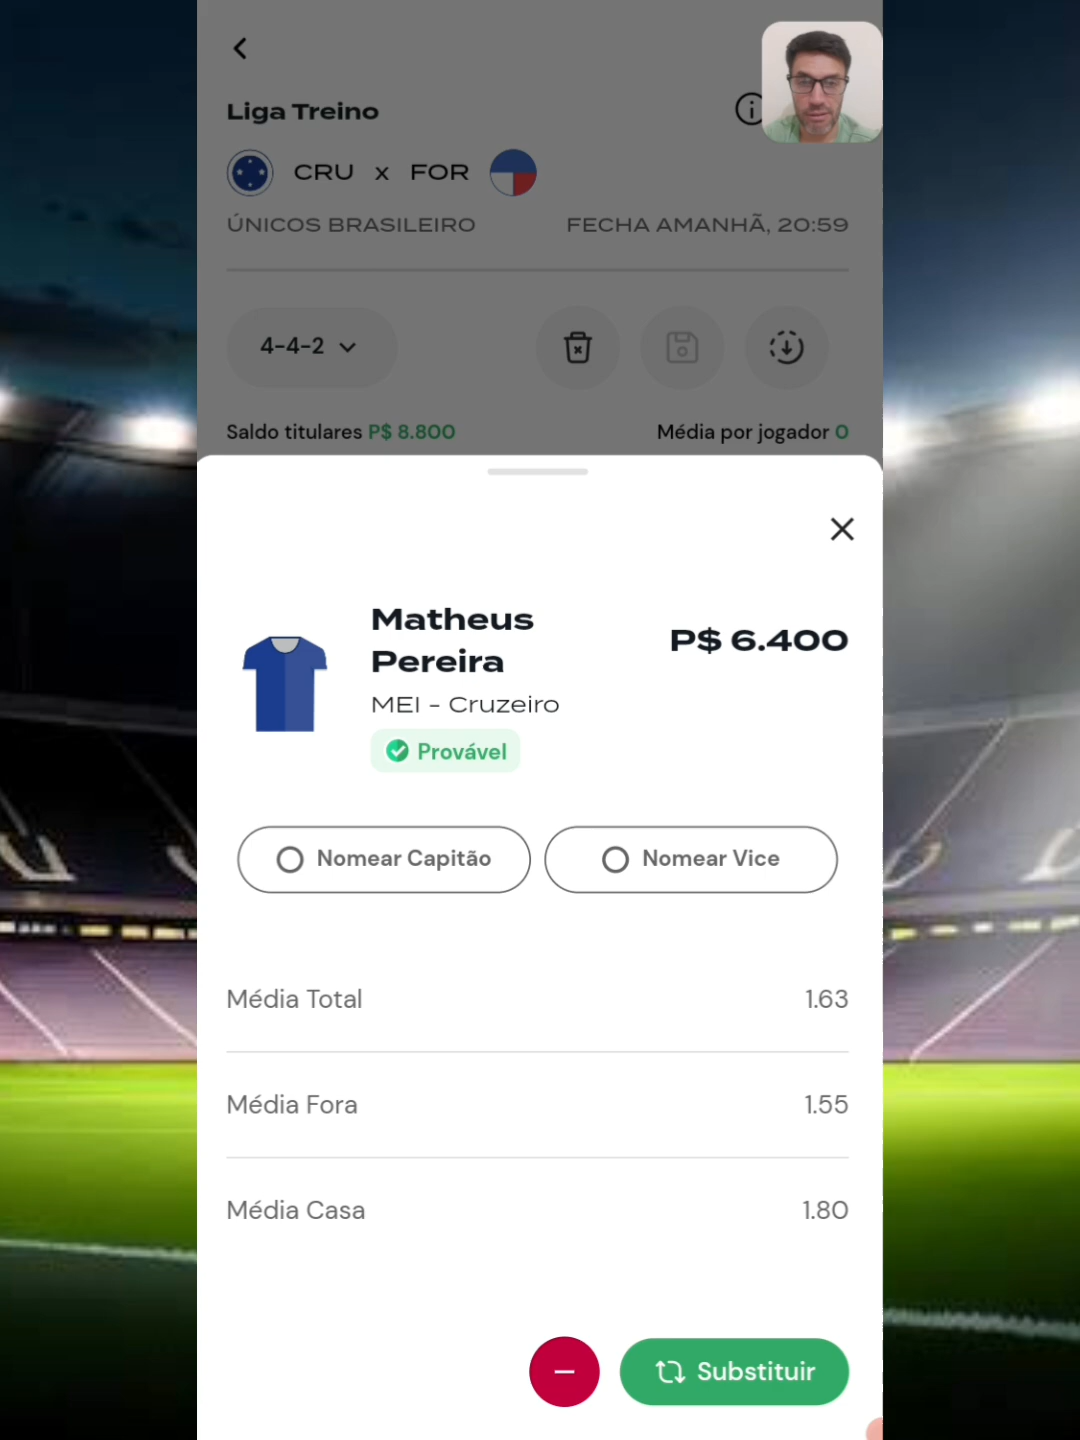 Liga Treino
CRU x FOR
ÚNICOS BRASILEIRO FECHA AMANHÃ, 20:59
4-4-2
Saldo titulares P$ 8.800 Média por jogador 0
Matheus
Pereira
P$ 6.400
MEI - Cruzeiro
Provável
Nomear Capitão Nomear Vice
Média Total 1.63
Média Fora 1.55
Média Casa 1.80
Substituir